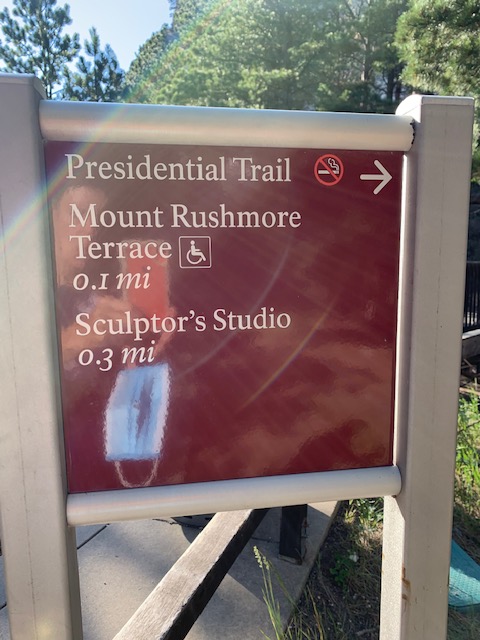 Presidential Trail
Mount Rushmore
Terrace
0.1 mi
Sculptor's Studio
0.3 mi